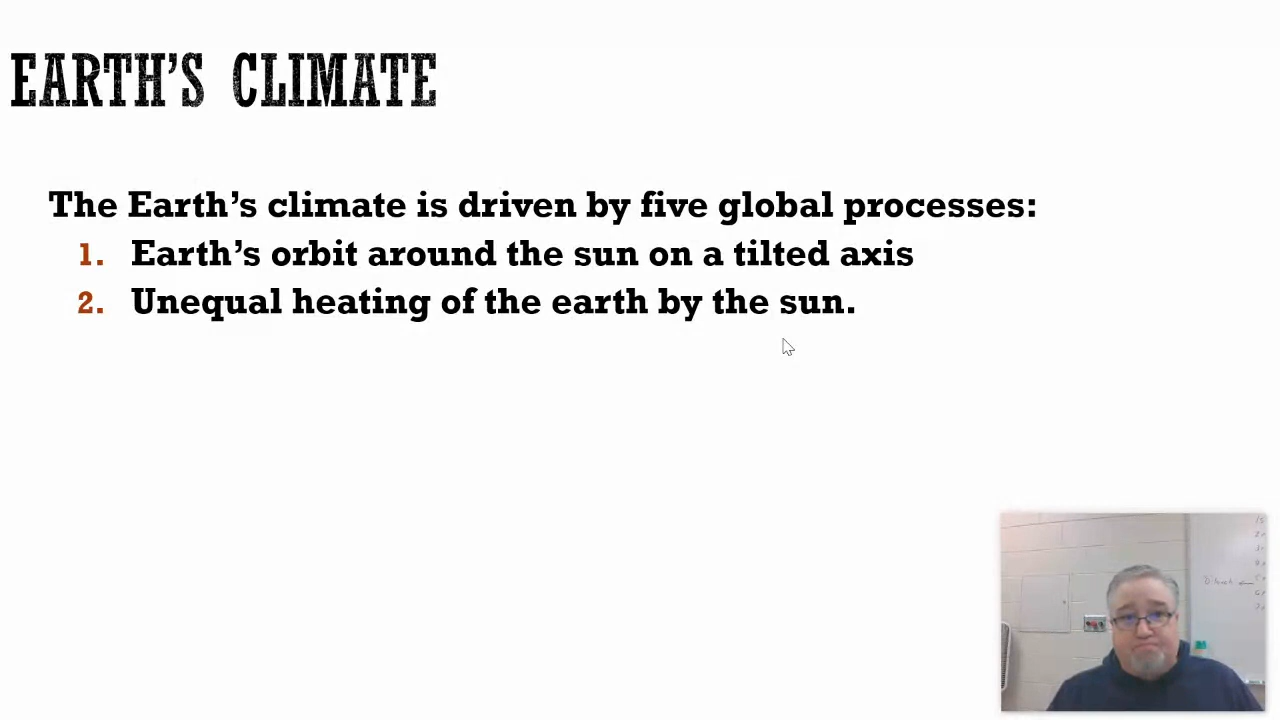 EARTH'S CLIMATE
The Earth's climate is driven by five global processes:
1. Earth's orbit around the sun on a tilted axis
2. Unequal heating of the earth by the sun.